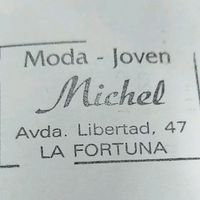 Moda - Joven
Michel
Avda. Libertad, 47
LA FORTUNA